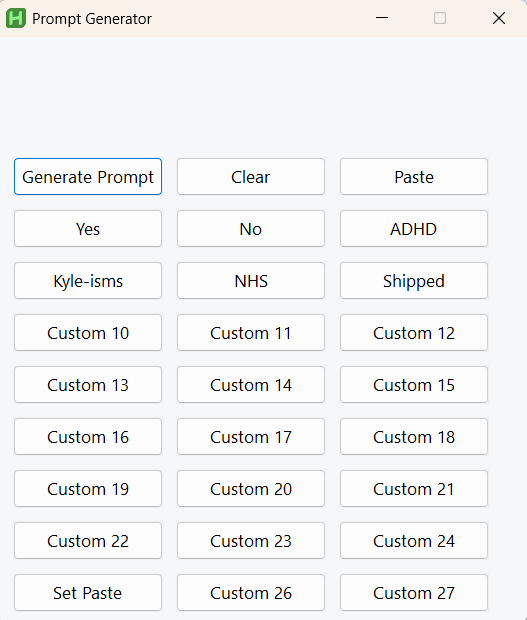 Prompt Generator
Generate Prompt Clear Paste
Yes No ADHD
Kyle-isms NHS Shipped
Custom 10 Custom 11 Custom 12
Custom 13 Custom 14 Custom 15
Custom 16 Custom 17 Custom 18
Custom 19 Custom 20 Custom 21
Custom 22 Custom 23 Custom 24
Set Paste Custom 26 Custom 27